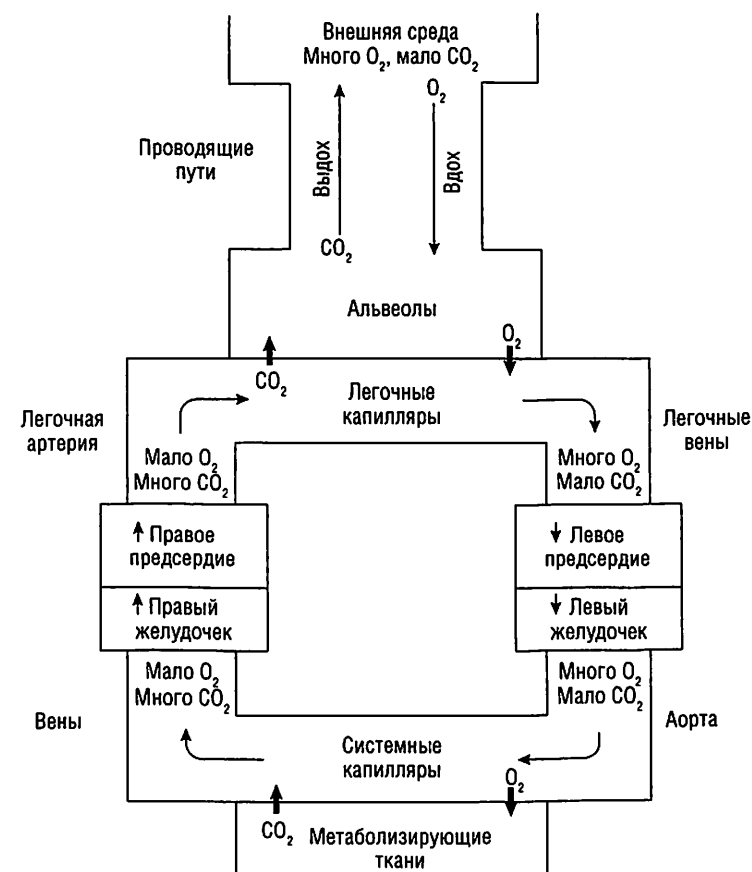 Внешняя среда
Много O₂, мало CO₂
O₂
Проводящие
пути
Выдох
Вдох
CO₂
Альвеолы
O₂
CO₂
Легочные
капилляры
Легочная
артерия
Легочные
вены
Мало O₂
Много CO₂
Много O₂
Мало CO₂
Правое
предсердие
Левое
предсердие
Правый
желудочек
Левый
желудочек
Мало O₂
Много CO₂
Много O₂
Мало CO₂
Вены
Аорта
Системные
капилляры
O₂
CO₂
Метаболизирующие
ткани